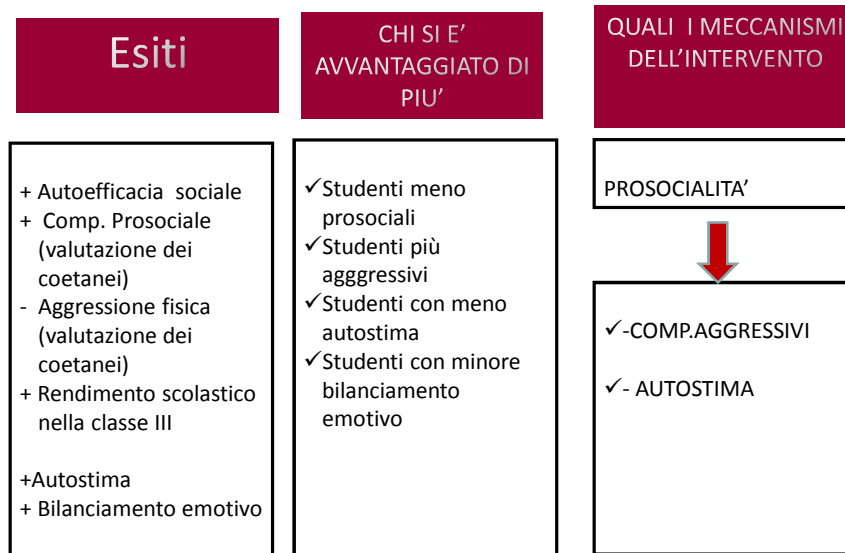 Esiti
CHI SI E'
AVVANTAGGIATO DI
PIU'
QUALI I MECCANISMI
DELL'INTERVENTO
+ Autoefficacia sociale
+ Comp. Prosociale
(valutazione dei
coetanei)
- Aggressione fisica
(valutazione dei
coetanei)
+ Rendimento scolastico
nella classe III
+Autostima
+ Bilanciamento emotivo
✓Studenti meno
prosociali
✓Studenti più
agggressivi
✓Studenti con meno
autostima
✓Studenti con minore
bilanciamento
emotivo
PROSOCIALITA'
✓-COMP.AGGRESSIVI
✓- AUTOSTIMA